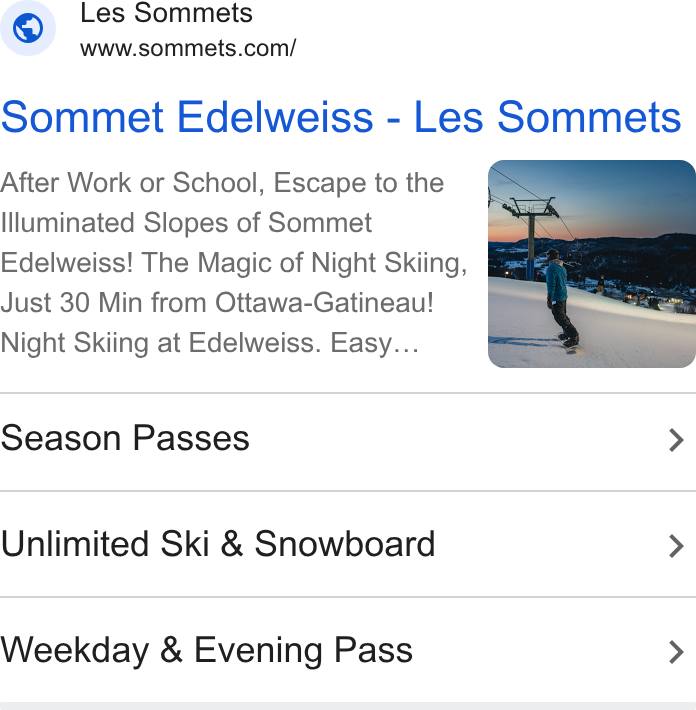 Les Sommets
www.sommets.com/
Sommet Edelweiss - Les Sommets
After Work or School, Escape to the
Illuminated Slopes of Sommet
Edelweiss! The Magic of Night Skiing,
Just 30 Min from Ottawa-Gatineau!
Night Skiing at Edelweiss. Easy…
Season Passes
Unlimited Ski & Snowboard
Weekday & Evening Pass